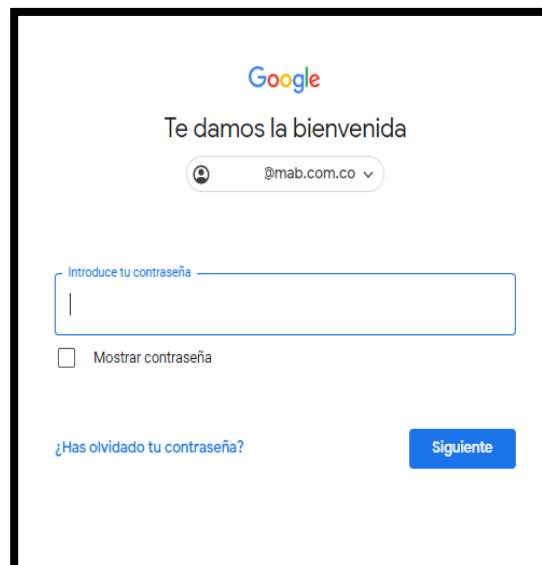 Google
Te damos la bienvenida
@mab.com.co
Introduce tu contraseña
Mostrar contraseña
¿Has olvidado tu contraseña?
Siguiente